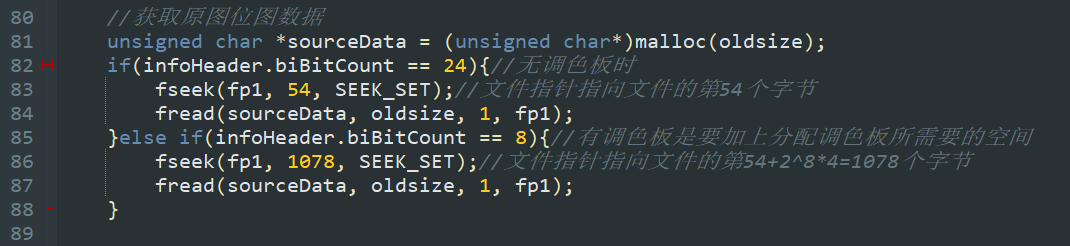 80 //获取原图位图数据
81 unsigned char *sourceData = (unsigned char*)malloc(oldsize);
82 if(infoHeader.biBitCount == 24){//无调色板时
83 fseek(fp1, 54, SEEK_SET);//文件指针指向文件的第54个字节
84 fread(sourceData, oldsize, 1, fp1);
85 }else if(infoHeader.biBitCount == 8){//有调色板是要加上分配调色板所需要的空间
86 fseek(fp1, 1078, SEEK_SET);//文件指针指向文件的第54+2^8*4=1078个字节
87 fread(sourceData, oldsize, 1, fp1);
88 }
89